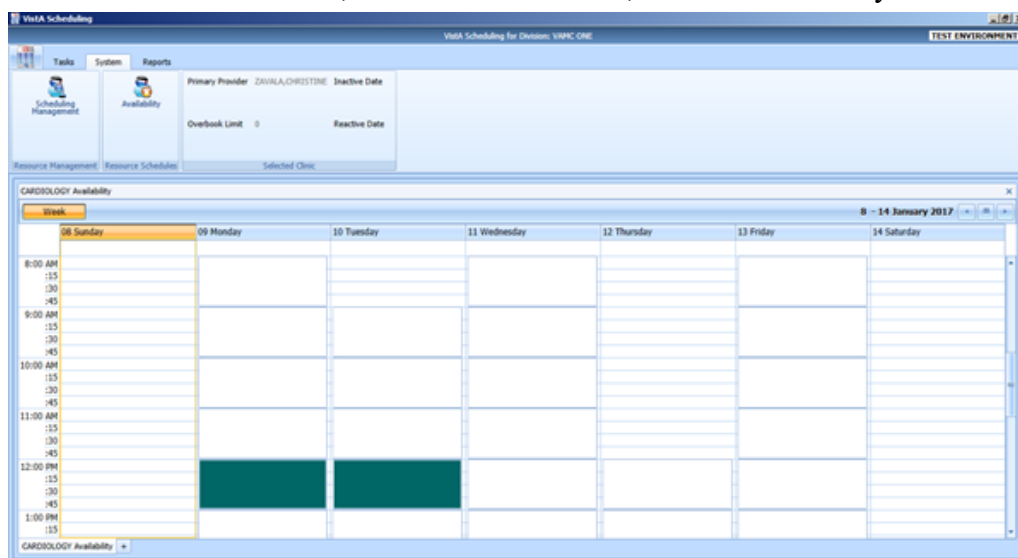 VistA Scheduling
VistA Scheduling for Division: VAMC ONE
TEST ENVIRONMENT
Tasks System Reports
Scheduling Management
Availability
Primary Provider ZAVALA,CHRISTINE Inactive Date
Overbook Limit 0 Reactive Date
Resource Management Resource Schedules Selected Clinic
CARDIOLOGY Availability
Week 8 - 14 January 2017
08 Sunday 09 Monday 10 Tuesday 11 Wednesday 12 Thursday 13 Friday 14 Saturday
8:00 AM
:15
:30
:45
9:00 AM
:15
:30
:45
10:00 AM
:15
:30
:45
11:00 AM
:15
:30
:45
12:00 PM
:15
:30
:45
1:00 PM
:15
CARDIOLOGY Availability +